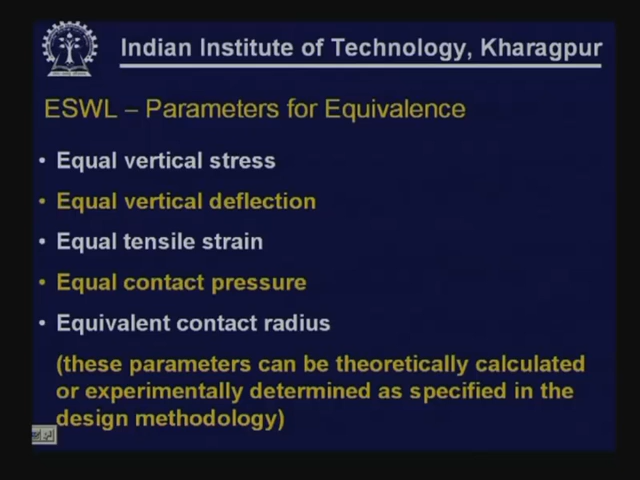 Indian Institute of Technology, Kharagpur
ESWL – Parameters for Equivalence
• Equal vertical stress
• Equal vertical deflection
• Equal tensile strain
• Equal contact pressure
• Equivalent contact radius
(these parameters can be theoretically calculated
or experimentally determined as specified in the
design methodology)